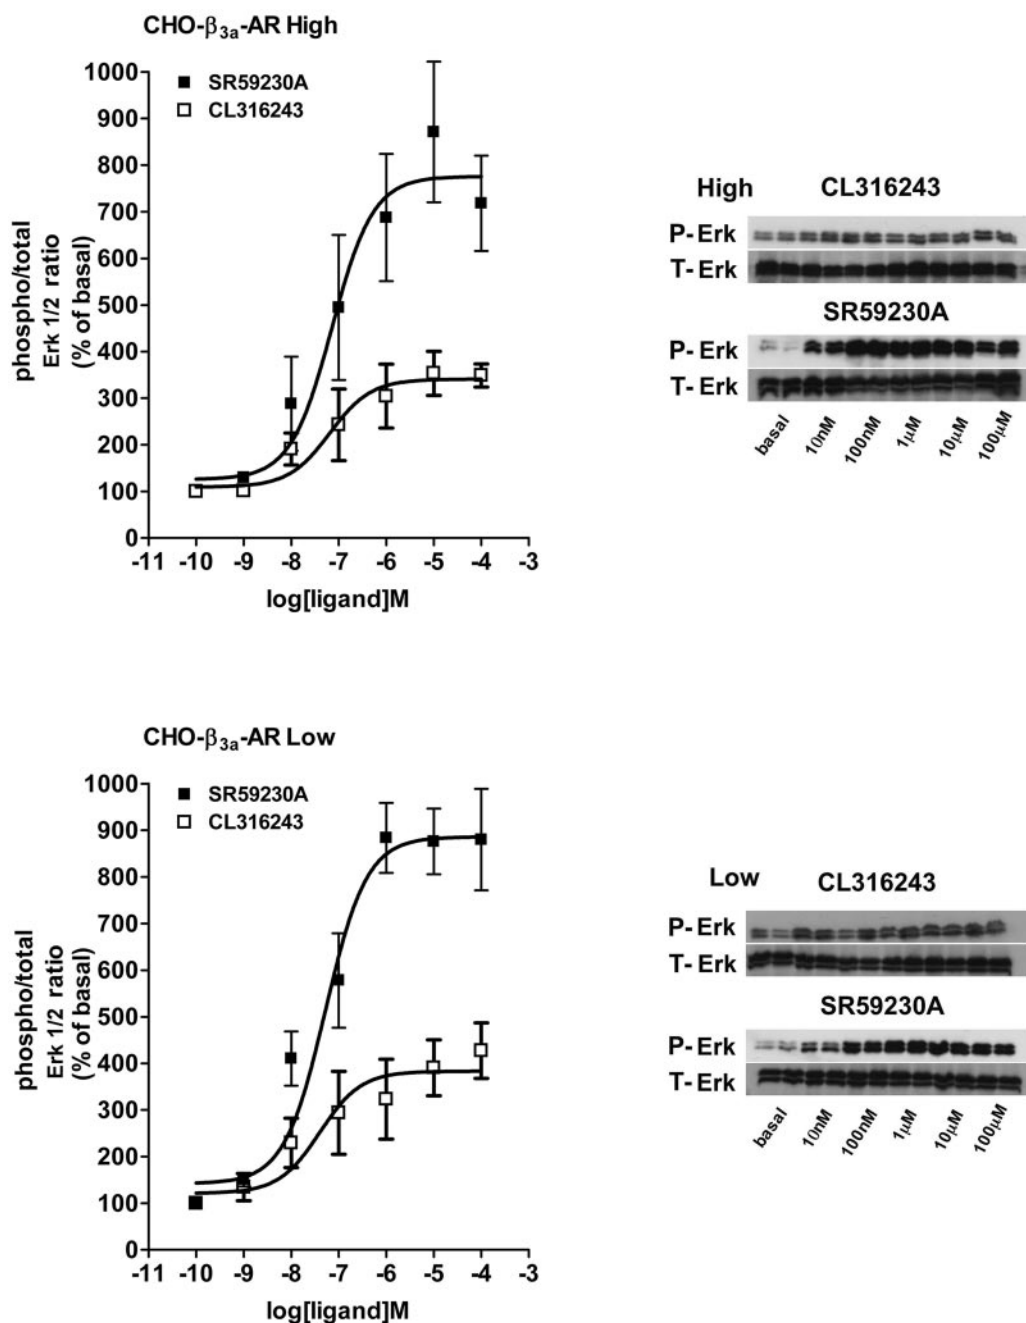 CHO-β3a-AR High
SR59230A
CL316243
1000
900
800
700
600
500
400
300
200
100
0
phospho/total
Erk 1/2 ratio
(% of basal)
-11 -10 -9 -8 -7 -6 -5 -4 -3
log[ligand]M
High CL316243
P-Erk
T-Erk
SR59230A
P-Erk
T-Erk
basal 10nM 100nM 1µM 10µM 100µM
CHO-β3a-AR Low
SR59230A
CL316243
1000
900
800
700
600
500
400
300
200
100
0
phospho/total
Erk 1/2 ratio
(% of basal)
-11 -10 -9 -8 -7 -6 -5 -4 -3
log[ligand]M
Low CL316243
P-Erk
T-Erk
SR59230A
P-Erk
T-Erk
basal 10nM 100nM 1µM 10µM 100µM